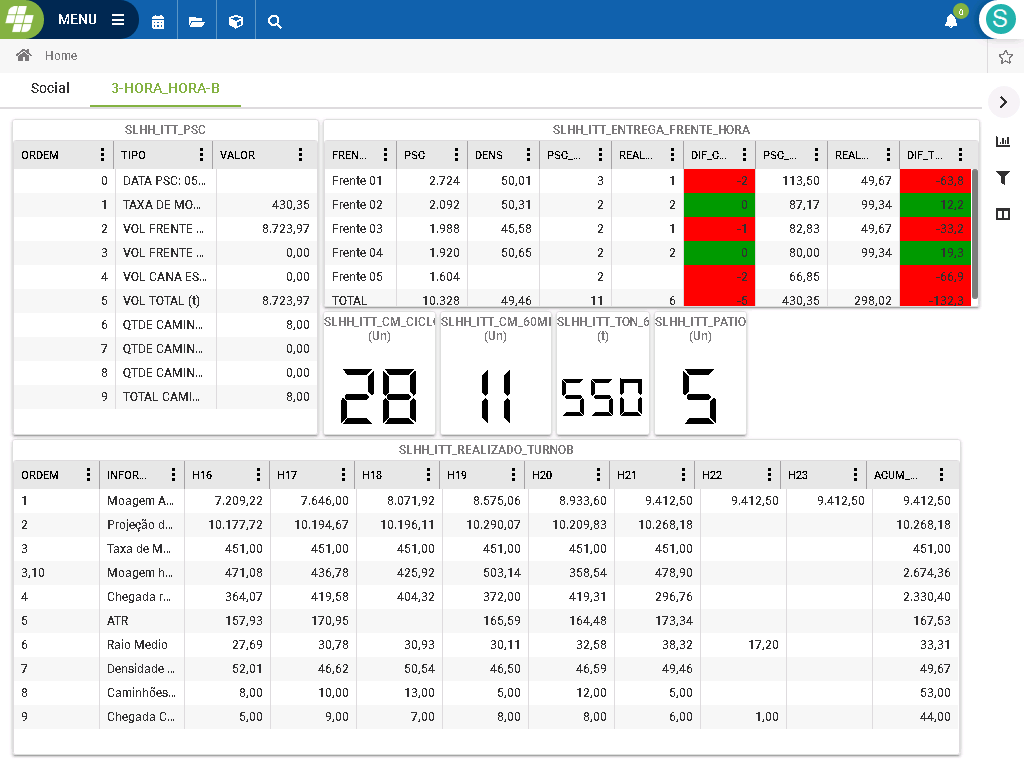 MENU
0
S
Home
Social 3-HORA_HORA-B
SLHH_ITT_PSC
ORDEM TIPO VALOR
0 DATA PSC: 05...
1 TAXA DE MO... 430,35
2 VOL FRENTE ... 8.723,97
3 VOL FRENTE ... 0,00
4 VOL CANA ES... 0,00
5 VOL TOTAL (t) 8.723,97
6 QTDE CAMIN... 8,00
7 QTDE CAMIN... 0,00
8 QTDE CAMIN... 0,00
9 TOTAL CAMI... 8,00
SLHH_ITT_ENTREGA_FRENTE_HORA
FREN... PSC DENS PSC_... REAL... DIF_C... PSC_... REAL... DIF_T...
Frente 01 2.724 50,01 3 1 -2 113,50 49,67 -63,8
Frente 02 2.092 50,31 2 2 0 87,17 99,34 12,2
Frente 03 1.988 45,58 2 1 -1 82,83 49,67 -33,2
Frente 04 1.920 50,65 2 2 0 80,00 99,34 19,3
Frente 05 1.604 2 -2 66,85 -66,9
TOTAL 10.328 49,46 11 6 -5 430,35 298,02 -132,3
SLHH_ITT_CM_CICL
(Un)
28
SLHH_ITT_CM_60MI
(Un)
11
SLHH_ITT_TON_6
(t)
550
SLHH_ITT_PATIO
(Un)
5
SLHH_ITT_REALIZADO_TURNOB
ORDEM INFOR... H16 H17 H18 H19 H20 H21 H22 H23 ACUM_...
1 Moagem A... 7.209,22 7.646,00 8.071,92 8.575,06 8.933,60 9.412,50 9.412,50 9.412,50 9.412,50
2 Projeção d... 10.177,72 10.194,67 10.196,11 10.290,07 10.209,83 10.268,18 10.268,18
3 Taxa de M... 451,00 451,00 451,00 451,00 451,00 451,00 451,00
3,10 Moagem h... 471,08 436,78 425,92 503,14 358,54 478,90 2.674,36
4 Chegada r... 364,07 419,58 404,32 372,00 419,31 296,76 2.330,40
5 ATR 157,93 170,95 165,59 164,48 173,34 167,53
6 Raio Medio 27,69 30,78 30,93 30,11 32,58 38,32 17,20 33,31
7 Densidade ... 52,01 46,62 50,54 46,50 46,59 49,46 49,67
8 Caminhões... 8,00 10,00 13,00 5,00 12,00 5,00 53,00
9 Chegada C... 5,00 9,00 7,00 8,00 8,00 6,00 1,00 44,00